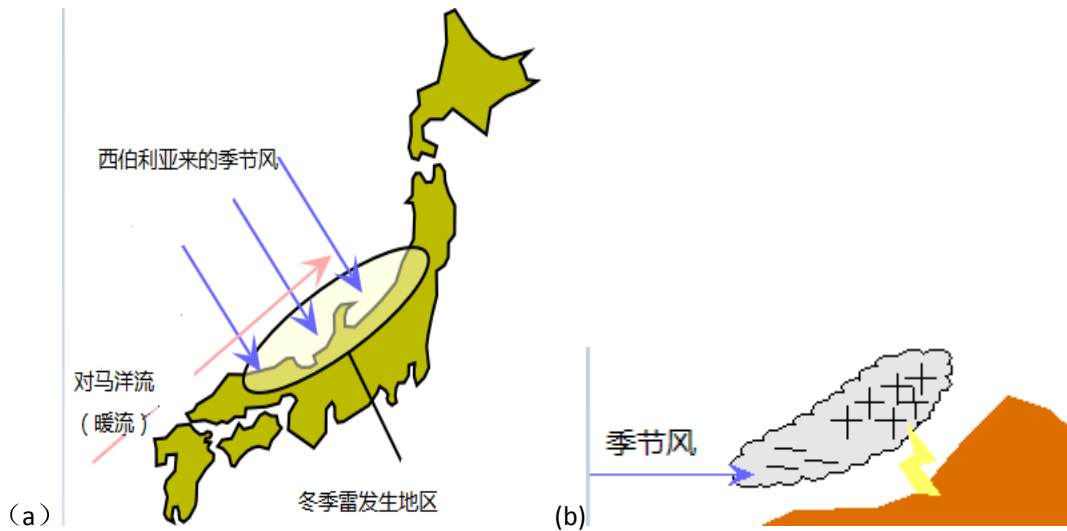 西伯利亚来的季节风
对马洋流
（暖流）
冬季雷发生地区
（a）
季节风
(b)